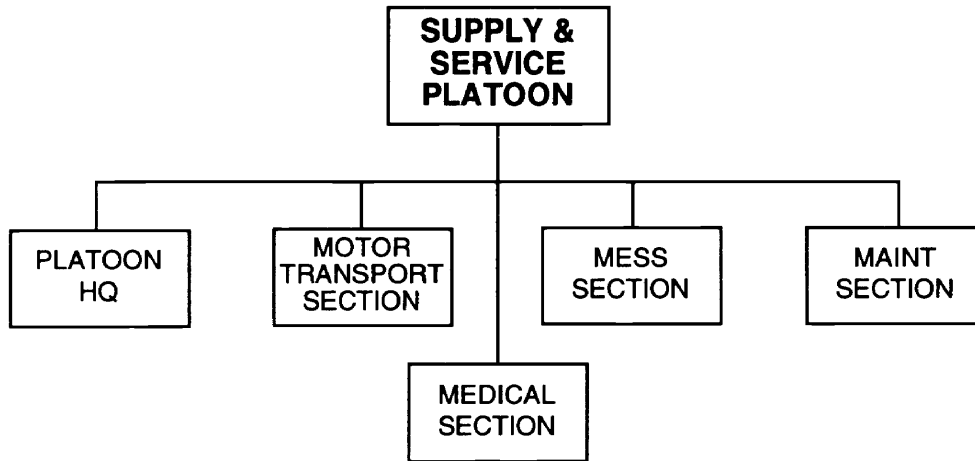 SUPPLY &
SERVICE
PLATOON
PLATOON
HQ
MOTOR
TRANSPORT
SECTION
MESS
SECTION
MAINT
SECTION
MEDICAL
SECTION